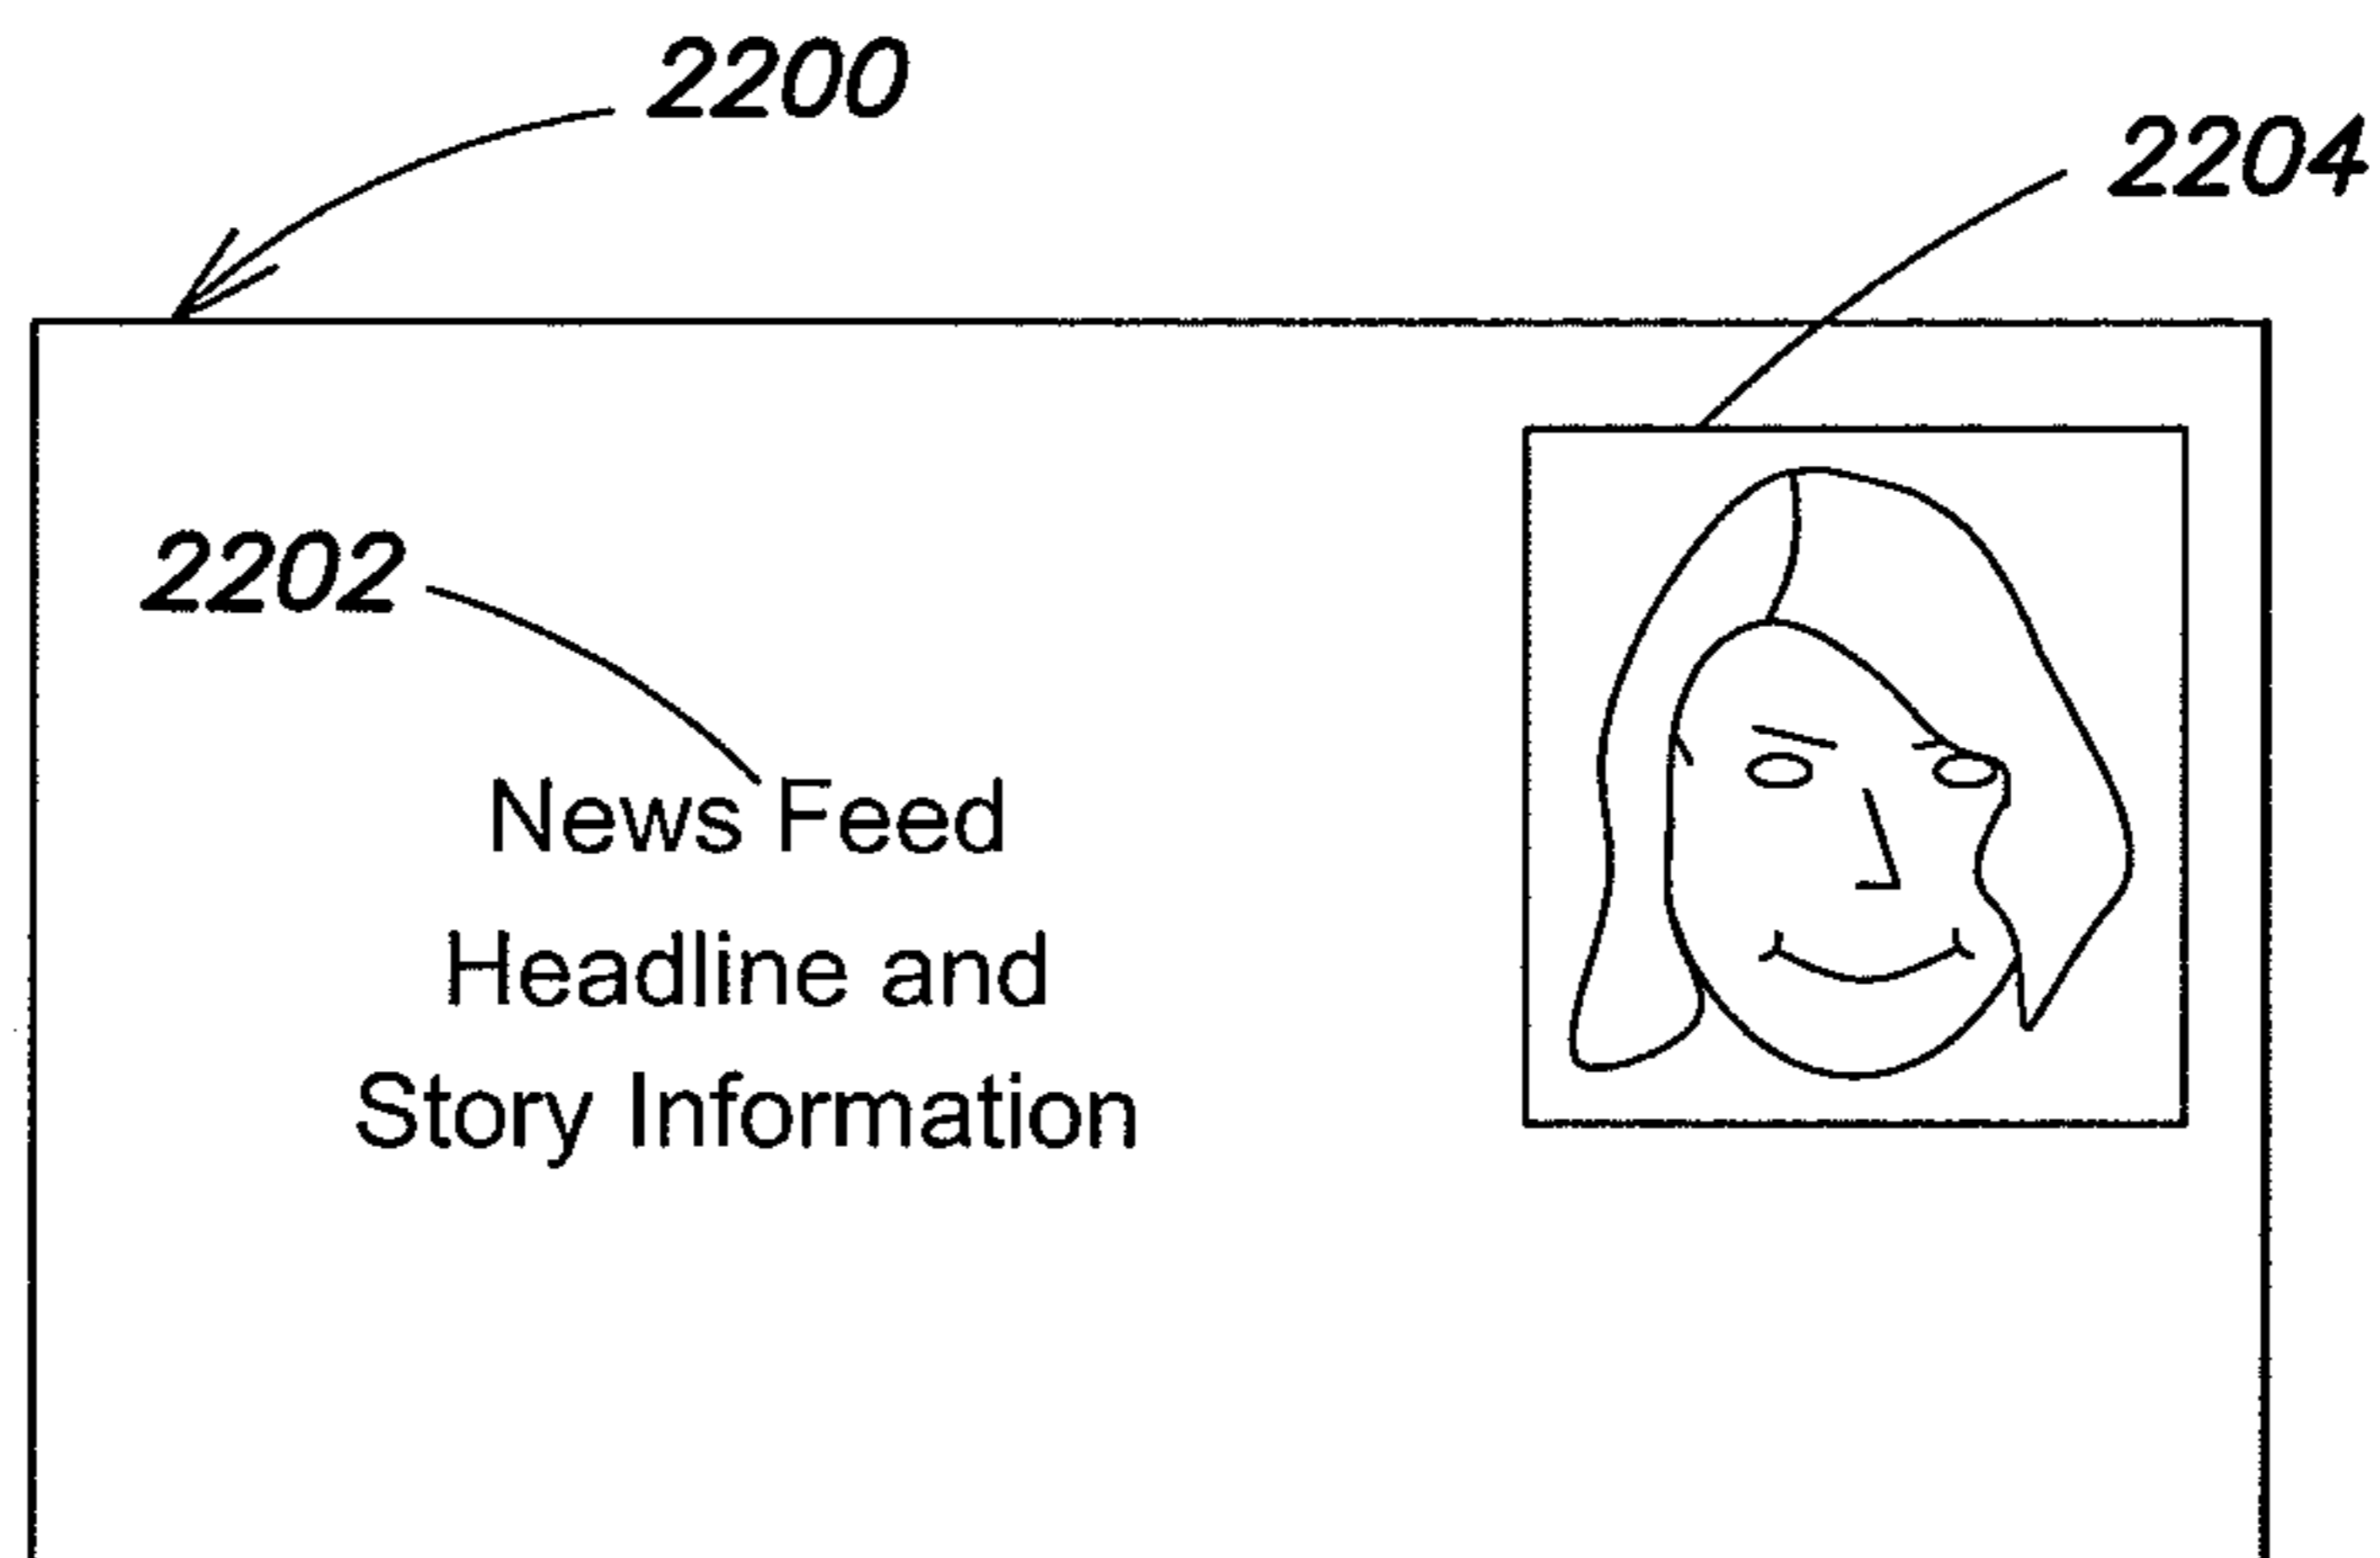 2200
2204
2202
News Feed
Headline and
Story Information